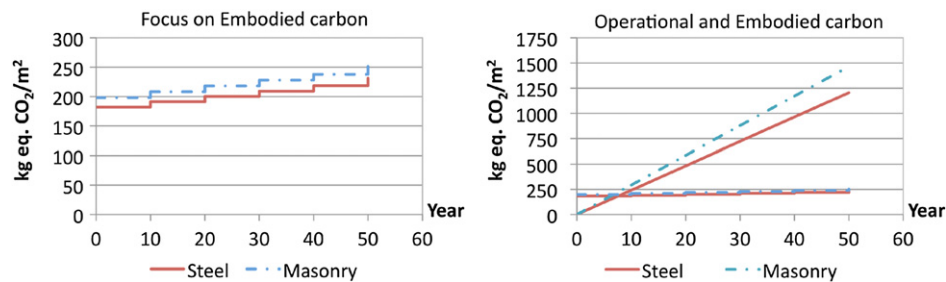 Focus on Embodied carbon
kg eq. CO₂/m²
300
250
200
150
100
50
0
Year
0 10 20 30 40 50 60
Steel Masonry
Operational and Embodied carbon
kg eq. CO₂/m²
1750
1500
1250
1000
750
500
250
0
Year
0 10 20 30 40 50 60
Steel Masonry